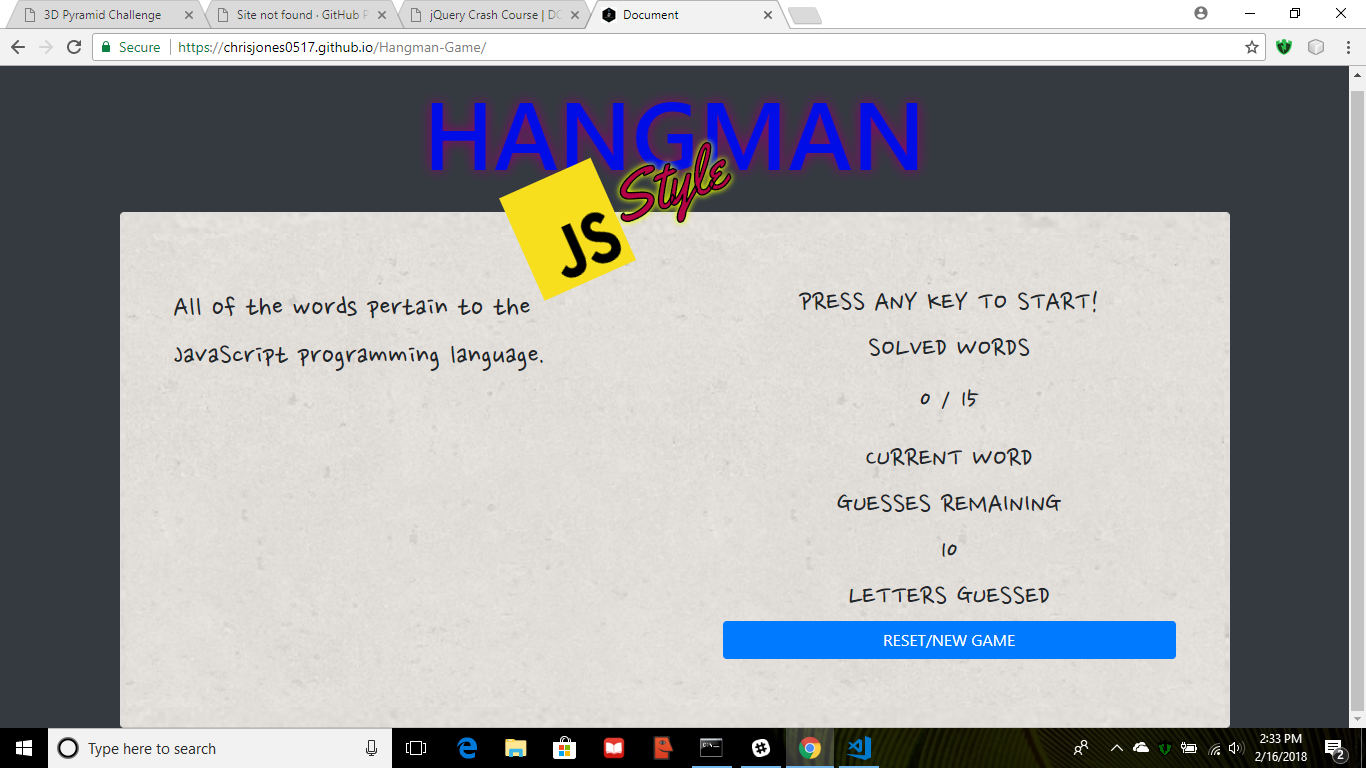 3D Pyramid Challenge
Site not found · GitHub P
jQuery Crash Course | DC
Document
Secure
https://chrisjones0517.github.io/Hangman-Game/
HANGMAN
JS
Style
All of the words pertain to the
JavaScript programming language.
PRESS ANY KEY TO START!
SOLVED WORDS
0 / 15
CURRENT WORD
GUESSES REMAINING
10
LETTERS GUESSED
RESET/NEW GAME
Type here to search
2:33 PM
2/16/2018
2